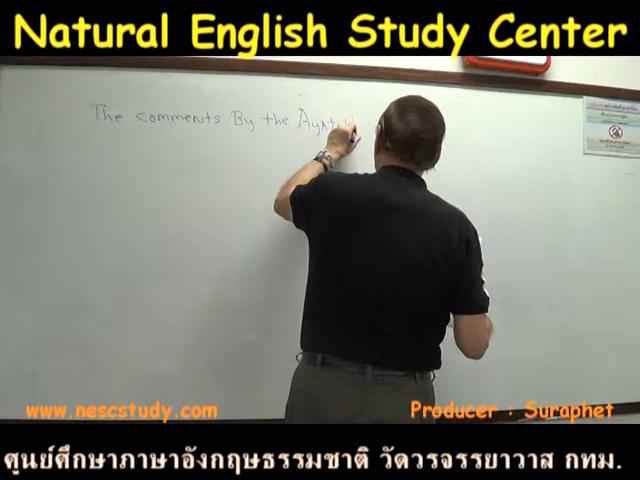 Natural English Study Center
The comments By the
www.nescstudy.com
Producer : Suraphet
ศูนย์ศึกษาภาษาอังกฤษธรรมชาติ วัดวรจรรยาวาส กทม.